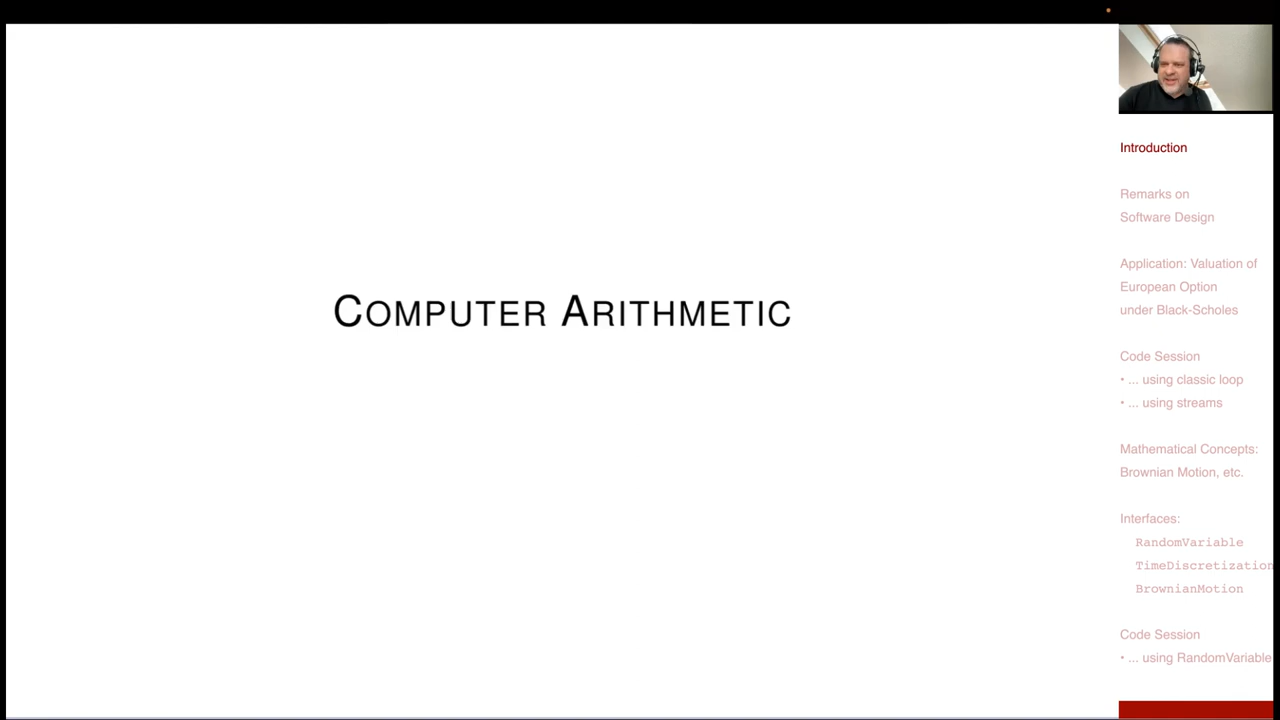 COMPUTER ARITHMETIC
Introduction
Remarks on
Software Design
Application: Valuation of
European Option
under Black-Scholes
Code Session
• ... using classic loop
• ... using streams
Mathematical Concepts:
Brownian Motion, etc.
Interfaces:
RandomVariable
TimeDiscretization
BrownianMotion
Code Session
• ... using RandomVariable